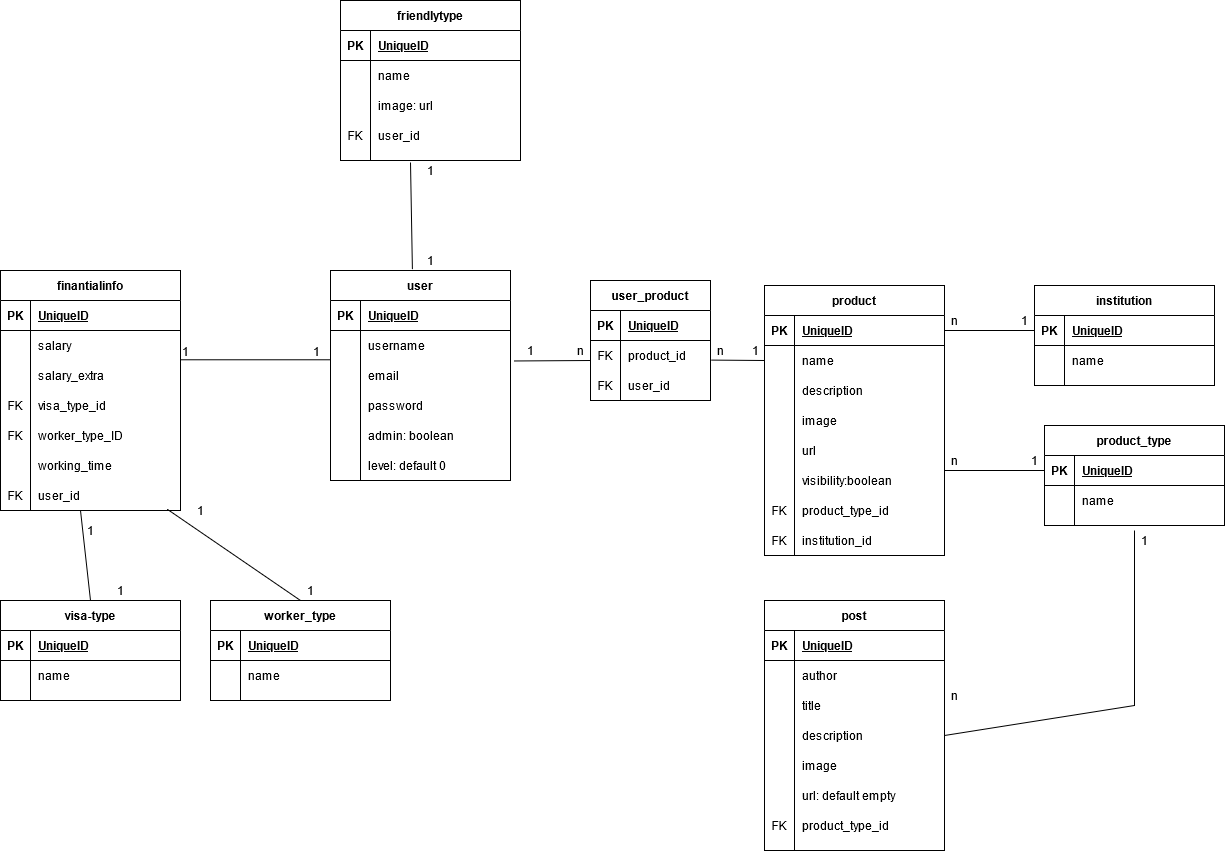 friendlytype
PK UniqueID
name
image: url
FK user_id
1
1
finantialinfo
PK UniqueID
salary
salary_extra
FK visa_type_id
FK worker_type_ID
working_time
FK user_id
1
1
user
PK UniqueID
username
email
password
admin: boolean
level: default 0
1
n
user_product
PK UniqueID
FK product_id
FK user_id
n
1
product
PK UniqueID
name
description
image
url
visibility:boolean
FK product_type_id
FK institution_id
n
1
institution
PK UniqueID
name
n
1
product_type
PK UniqueID
name
1
1
1
1
1
visa-type
PK UniqueID
name
worker_type
PK UniqueID
name
post
PK UniqueID
author
title
description
image
url: default empty
FK product_type_id
n